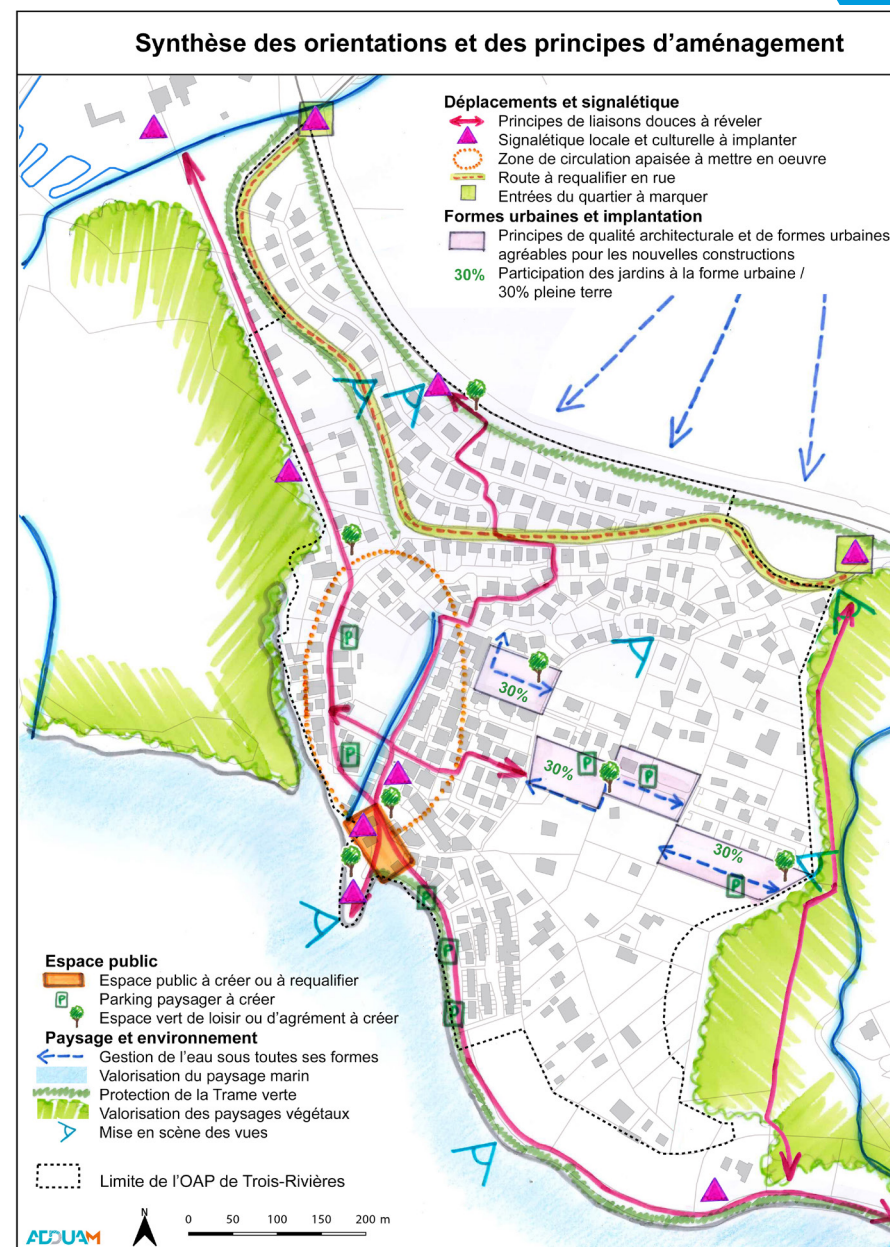 Synthèse des orientations et des principes d’aménagement
Déplacements et signalétique
Principes de liaisons douces à réveler
Signalétique locale et culturelle à implanter
Zone de circulation apaisée à mettre en oeuvre
Route à requalifier en rue
Entrées du quartier à marquer
Formes urbaines et implantation
Principes de qualité architecturale et de formes urbaines
agréables pour les nouvelles constructions
30% Participation des jardins à la forme urbaine /
30% pleine terre
P
30%
P
30%
P
P
30%
P
P
P
P
Espace public
Espace public à créer ou à requalifier
P Parking paysager à créer
Espace vert de loisir ou d’agrément à créer
Paysage et environnement
Gestion de l’eau sous toutes ses formes
Valorisation du paysage marin
Protection de la Trame verte
Valorisation des paysages végétaux
Mise en scène des vues
Limite de l’OAP de Trois-Rivières
ADDUAM
N
0 50 100 150 200 m